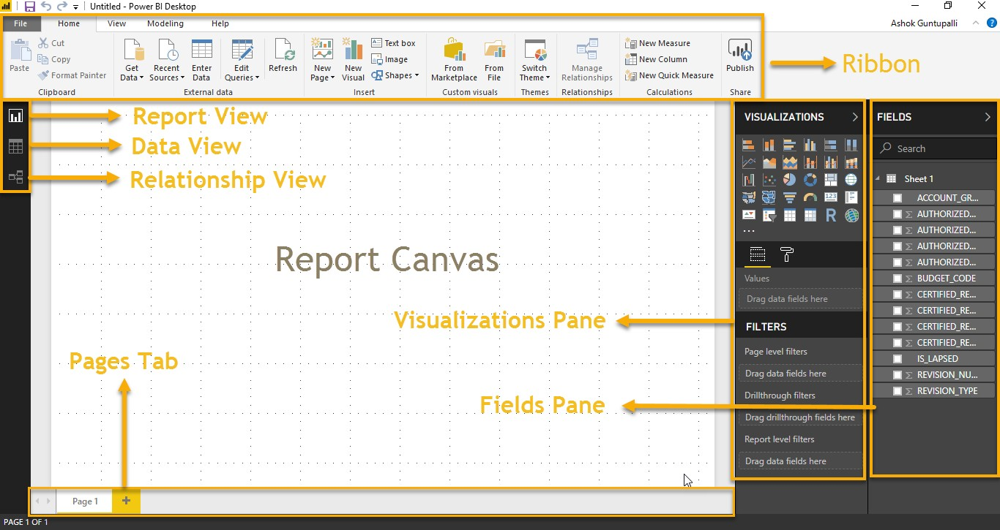 Untitled - Power BI Desktop
File Home View Modeling Help
Ashok Guntupalli
Paste
Cut
Copy
Format Painter
Clipboard
Get Data
Recent Sources
Enter Data
Edit Queries
Refresh
External data
New Page
New Visual
Text box
Image
Shapes
Insert
From Marketplace
From File
Custom visuals
Switch Theme
Themes
Manage Relationships
Relationships
New Measure
New Column
New Quick Measure
Calculations
Publish
Share
Ribbon
Report View
Data View
Relationship View
Report Canvas
Visualizations Pane
Pages Tab
Fields Pane
VISUALIZATIONS
123
R
...
Values
Drag data fields here
FILTERS
Page level filters
Drag data fields here
Drillthrough filters
Drag drillthrough fields here
Report level filters
Drag data fields here
FIELDS
Search
Sheet 1
ACCOUNT_GR...
Σ AUTHORIZED...
Σ AUTHORIZED...
Σ AUTHORIZED...
Σ AUTHORIZED...
Σ BUDGET_CODE
Σ CERTIFIED_RE...
Σ CERTIFIED_RE...
Σ CERTIFIED_RE...
Σ CERTIFIED_RE...
IS_LAPSED
Σ REVISION_NU...
Σ REVISION_TYPE
Page 1 +
PAGE 1 OF 1